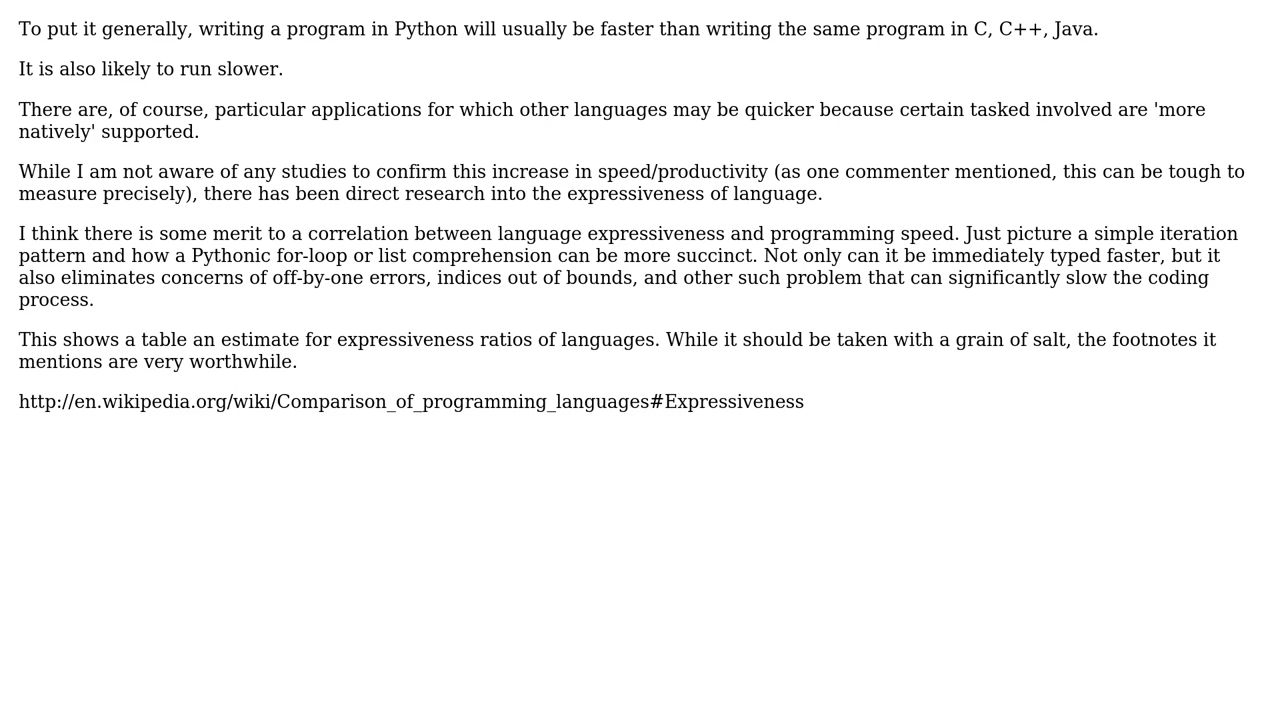 To put it generally, writing a program in Python will usually be faster than writing the same program in C, C++, Java.
It is also likely to run slower.
There are, of course, particular applications for which other languages may be quicker because certain tasked involved are 'more
natively' supported.
While I am not aware of any studies to confirm this increase in speed/productivity (as one commenter mentioned, this can be tough to
measure precisely), there has been direct research into the expressiveness of language.
I think there is some merit to a correlation between language expressiveness and programming speed. Just picture a simple iteration
pattern and how a Pythonic for-loop or list comprehension can be more succinct. Not only can it be immediately typed faster, but it
also eliminates concerns of off-by-one errors, indices out of bounds, and other such problem that can significantly slow the coding
process.
This shows a table an estimate for expressiveness ratios of languages. While it should be taken with a grain of salt, the footnotes it
mentions are very worthwhile.
http://en.wikipedia.org/wiki/Comparison_of_programming_languages#Expressiveness